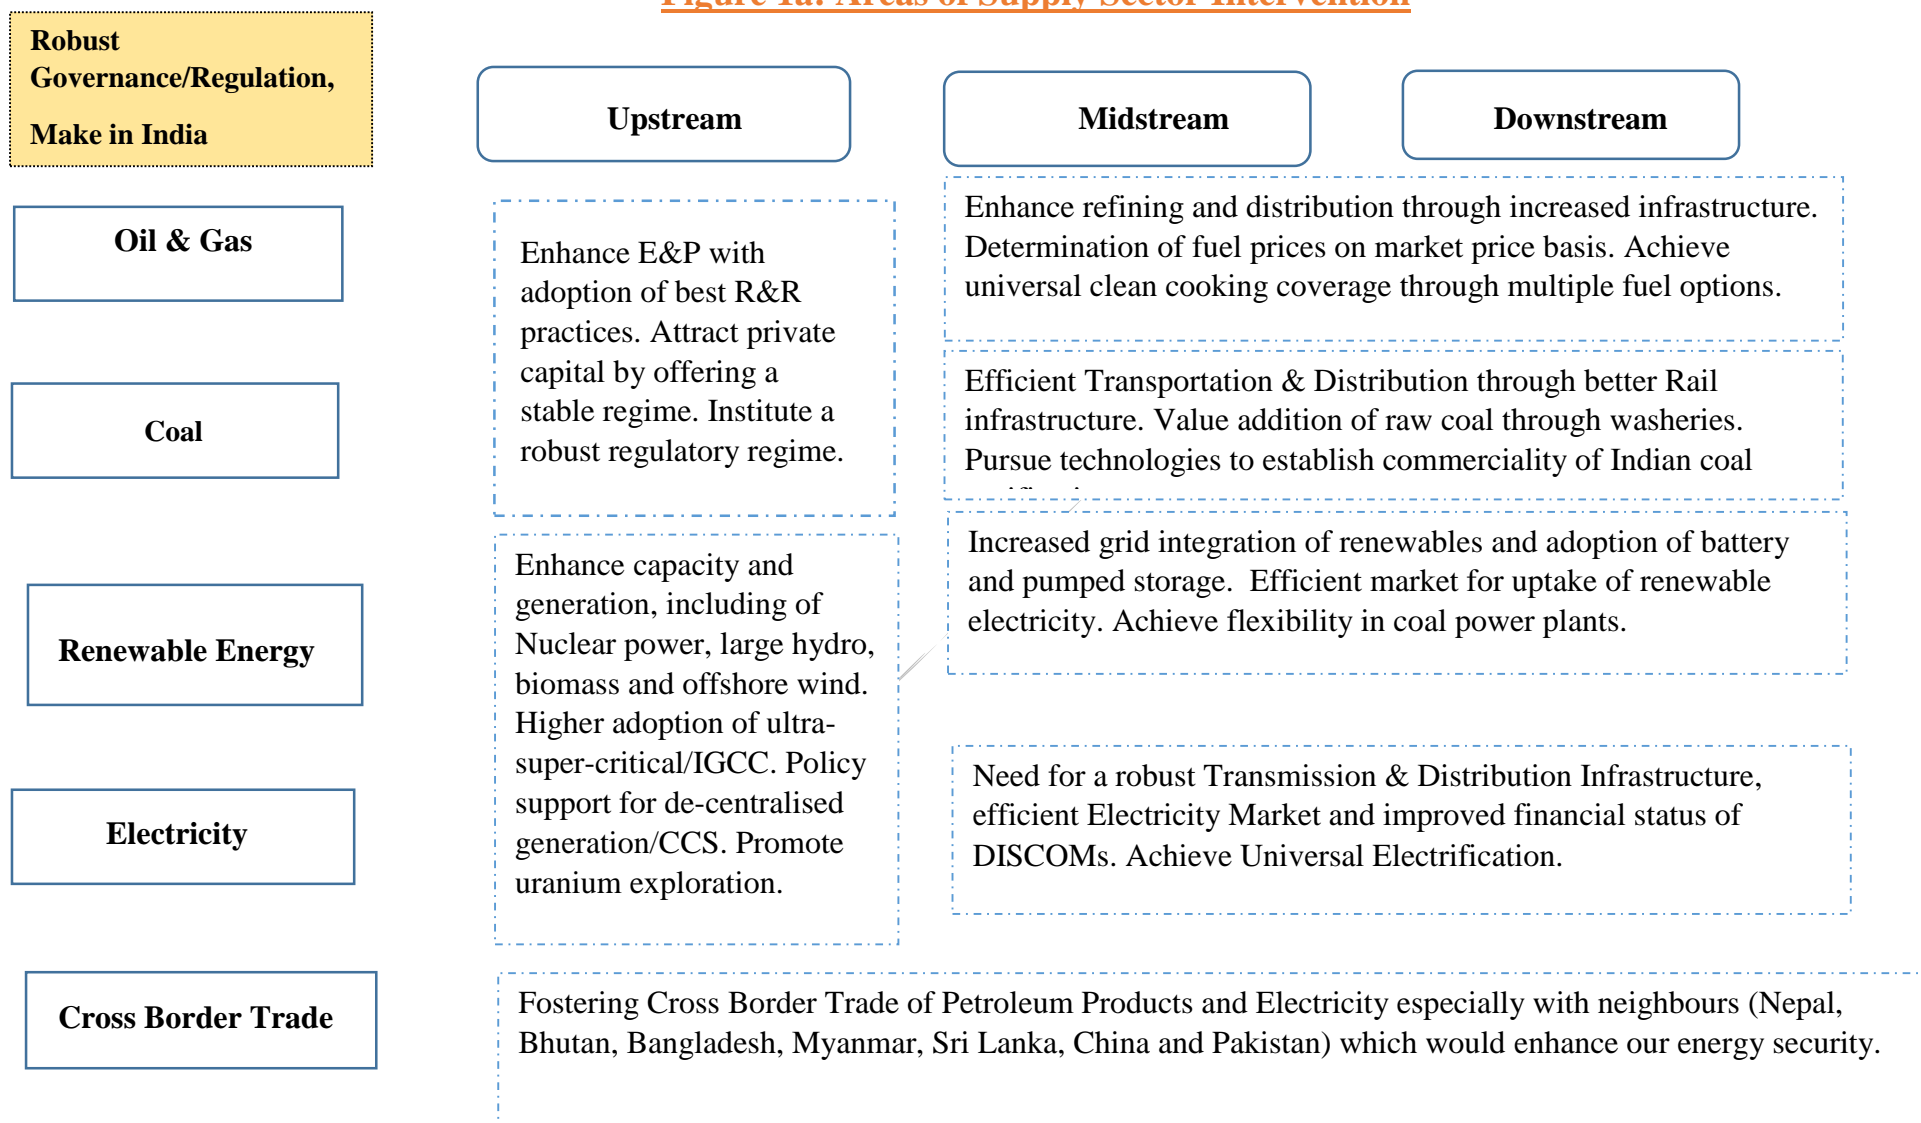 Figure 1a: Areas of Supply Sector Intervention
Robust
Governance/Regulation,
Make in India
Upstream
Midstream
Downstream
Oil & Gas
Enhance E&P with
adoption of best R&R
practices. Attract private
capital by offering a
stable regime. Institute a
robust regulatory regime.
Enhance refining and distribution through increased infrastructure.
Determination of fuel prices on market price basis. Achieve
universal clean cooking coverage through multiple fuel options.
Coal
Efficient Transportation & Distribution through better Rail
infrastructure. Value addition of raw coal through washeries.
Pursue technologies to establish commerciality of Indian coal
Renewable Energy
Enhance capacity and
generation, including of
Nuclear power, large hydro,
biomass and offshore wind.
Higher adoption of ultra-
super-critical/IGCC. Policy
support for de-centralised
generation/CCS. Promote
uranium exploration.
Increased grid integration of renewables and adoption of battery
and pumped storage.  Efficient market for uptake of renewable
electricity. Achieve flexibility in coal power plants.
Electricity
Need for a robust Transmission & Distribution Infrastructure,
efficient Electricity Market and improved financial status of
DISCOMs. Achieve Universal Electrification.
Cross Border Trade
Fostering Cross Border Trade of Petroleum Products and Electricity especially with neighbours (Nepal,
Bhutan, Bangladesh, Myanmar, Sri Lanka, China and Pakistan) which would enhance our energy security.